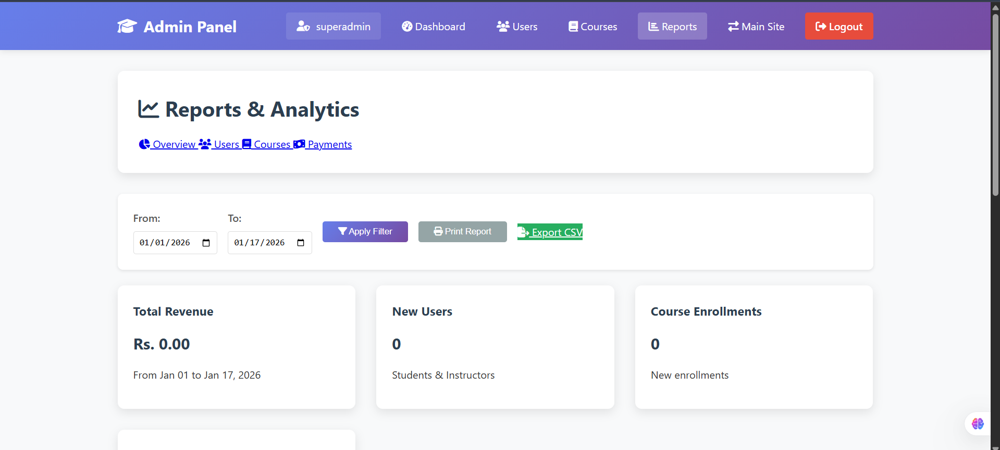 Admin Panel superadmin Dashboard Users Courses Reports Main Site Logout
Reports & Analytics
Overview Users Courses Payments
From: To:
01/01/2026 01/17/2026 Apply Filter Print Report Export CSV
Total Revenue
Rs. 0.00
From Jan 01 to Jan 17, 2026
New Users
0
Students & Instructors
Course Enrollments
0
New enrollments